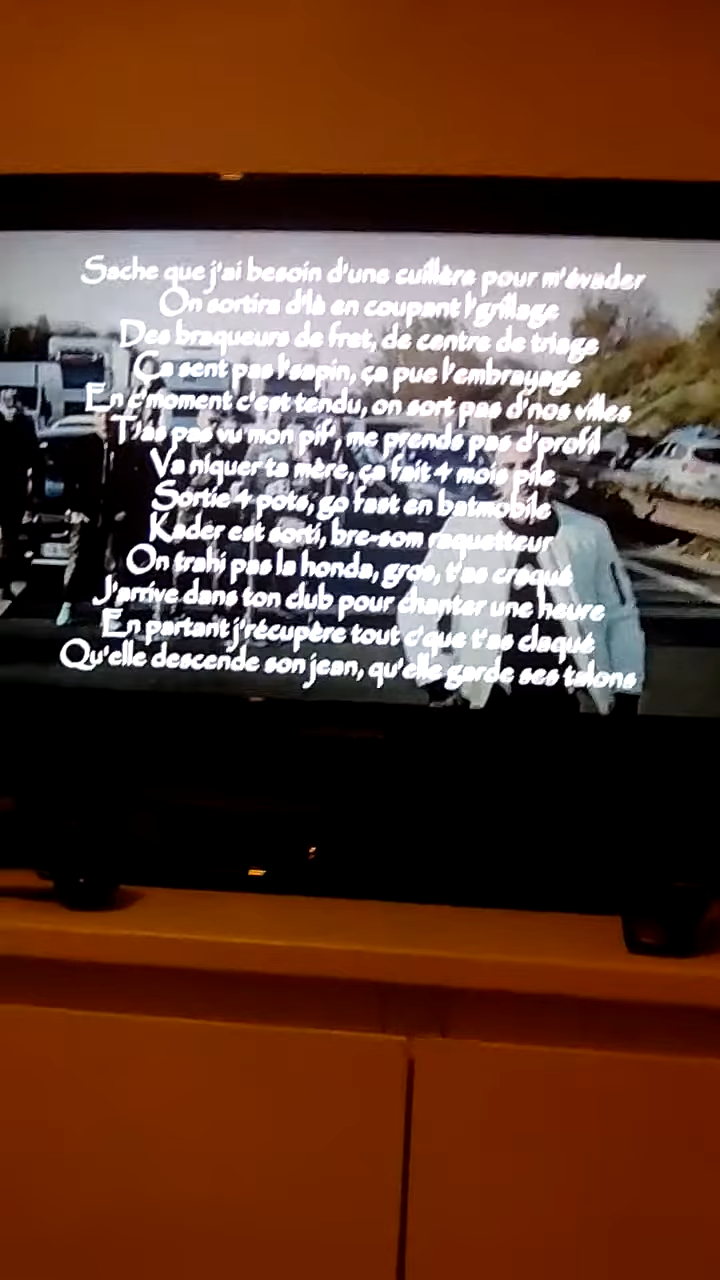 Sache que j'ai besoin d'une cuillère pour m'évader
On sortira d'là en coupant l'grillage
Des braqueurs de fret, de centre de triage
Ça sent pas l'sapin, ça pue l'embrayage
En c'moment c'est tendu, on sort pas d'nos villes
T'as pas vu mon pif, me prends pas d'profil
Va niquer ta mère, ça fait 4 mois pile
Sortie 4 pots, go fast en batmobile
Kader est sorti, bre-som raquetteur
On trahi pas la honda, gros, t'as craqué
J'arrive dans ton club pour chanter une heure
En partant j'récupère tout c'que t'as claqué
Qu'elle descende son jean, qu'elle garde ses talons